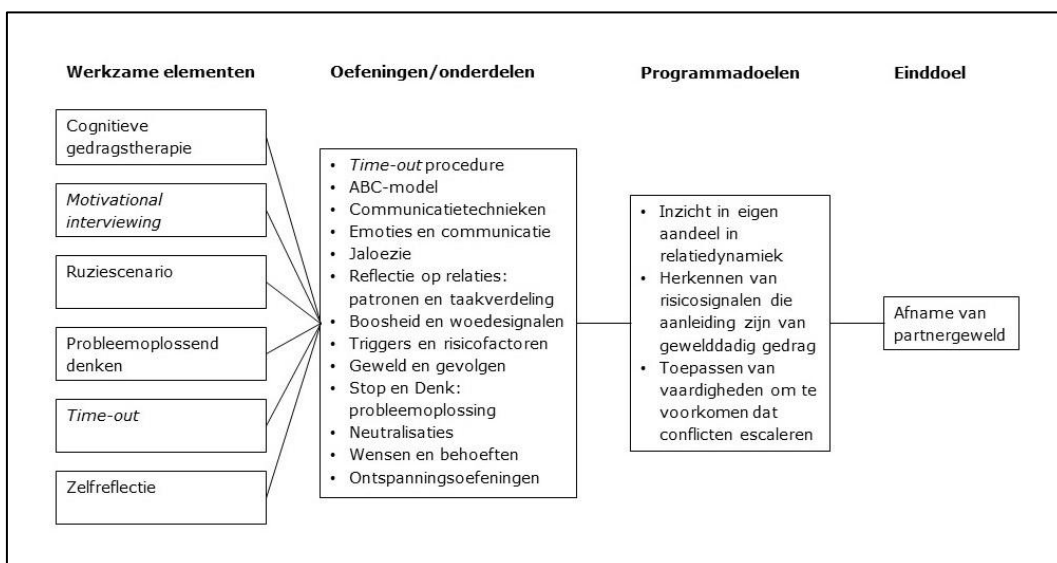 Werkzame elementen
Oefeningen/onderdelen
Programmadoelen
Einddoel
Cognitieve
gedragstherapie
Motivational
interviewing
Ruziescenario
Probleemoplossend
denken
Time-out
Zelfreflectie
• Time-out procedure
• ABC-model
• Communicatietechnieken
• Emoties en communicatie
• Jaloezie
• Reflectie op relaties:
patronen en taakverdeling
• Boosheid en woedesignalen
• Triggers en risicofactoren
• Geweld en gevolgen
• Stop en Denk:
probleemoplossing
• Neutralisaties
• Wensen en behoeften
• Ontspanningsoefeningen
• Inzicht in eigen
aandeel in
relatiedynamiek
• Herkennen van
risicosignalen die
aanleiding zijn van
gewelddadig gedrag
• Toepassen van
vaardigheden om te
voorkomen dat
conflicten escaleren
Afname van
partnergeweld